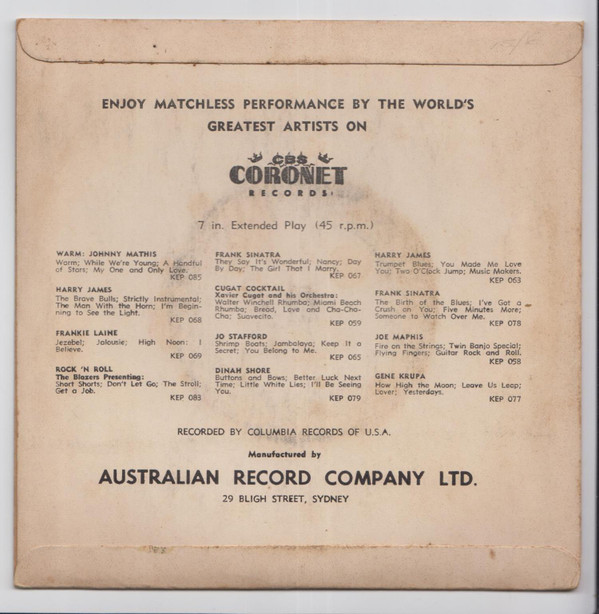 ENJOY MATCHLESS PERFORMANCE BY THE WORLD'S
GREATEST ARTISTS ON
CBS
CORONET
RECORDS
7 in. Extended Play (45 r.p.m.)
WARM: JOHNNY MATHIS
Warm; While We're Young; A Handful
of Stars; My One and Only Love.
KEP 085
HARRY JAMES
The Brave Bulls; Strictly Instrumental;
The Man With the Horn; I'm Begin-
ning to See the Light.
KEP 068
FRANKIE LAINE
Jezebel; Jalousie; High Noon; I
Believe.
KEP 069
ROCK 'N ROLL
The Blazers Presenting:
Short Shorts; Don't Let Go; The Stroll;
Get a Job.
KEP 083
FRANK SINATRA
They Say It's Wonderful; Nancy; Day
By Day; The Girl That I Marry.
KEP 067
CUGAT COCKTAIL
Xavier Cugat and his Orchestra:
Walter Winchell Rhumba; Miami Beach
Rhumba; Bread, Love and Cha-Cha-
Cha; Suavecito.
KEP 059
JO STAFFORD
Shrimp Boats; Jambalaya; Keep It a
Secret; You Belong to Me.
KEP 065
DINAH SHORE
Buttons and Bows; Better Luck Next
Time; Little White Lies; I'll Be Seeing
You.
KEP 079
HARRY JAMES
Trumpet Blues; You Made Me Love
You; Two O'Clock Jump; Music Makers.
KEP 063
FRANK SINATRA
The Birth of the Blues; I've Got a
Crush on You; Five Minutes More;
Someone to Watch Over Me.
KEP 078
JOE MAPHIS
Fire on the Strings; Twin Banjo Special;
Flying Fingers; Guitar Rock and Roll.
KEP 058
GENE KRUPA
How High the Moon; Leave Us Leap;
Lover; Yesterdays.
KEP 077
RECORDED BY COLUMBIA RECORDS OF U.S.A.
Manufactured by
AUSTRALIAN RECORD COMPANY LTD.
29 BLIGH STREET, SYDNEY